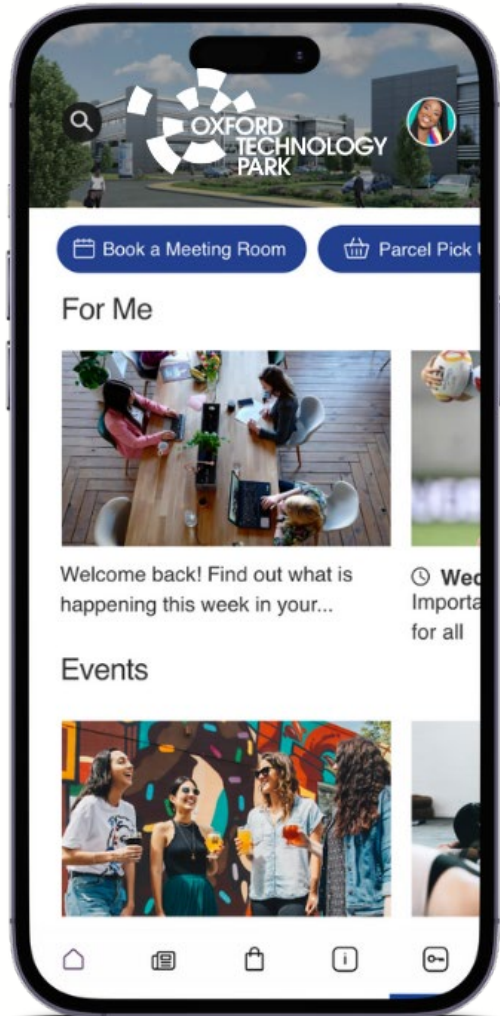 OXFORD
TECHNOLOGY
PARK
Book a Meeting Room
Parcel Pick
For Me
Welcome back! Find out what is
happening this week in your...
Wed
Importa
for all
Events
i